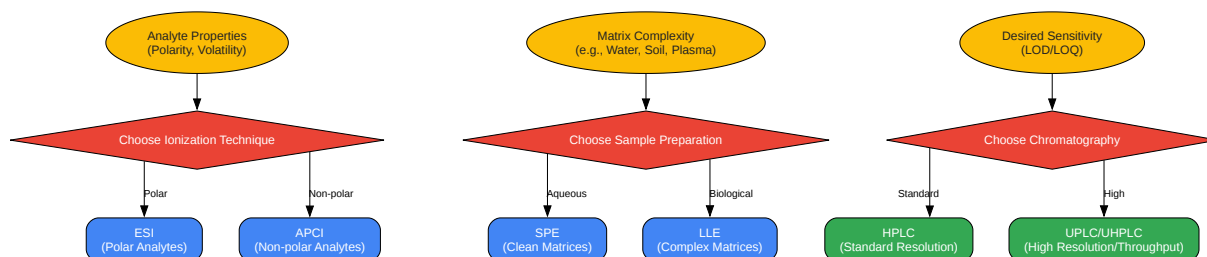 Analyte Properties
(Polarity, Volatility)
Matrix Complexity
(e.g., Water, Soil, Plasma)
Desired Sensitivity
(LOD/LOQ)
Choose Ionization Technique
Choose Sample Preparation
Choose Chromatography
Polar
Non-polar
Aqueous
Biological
Standard
High
ESI
(Polar Analytes)
APCI
(Non-polar Analytes)
SPE
(Clean Matrices)
LLE
(Complex Matrices)
HPLC
(Standard Resolution)
UPLC/UHPLC
(High Resolution/Throughput)